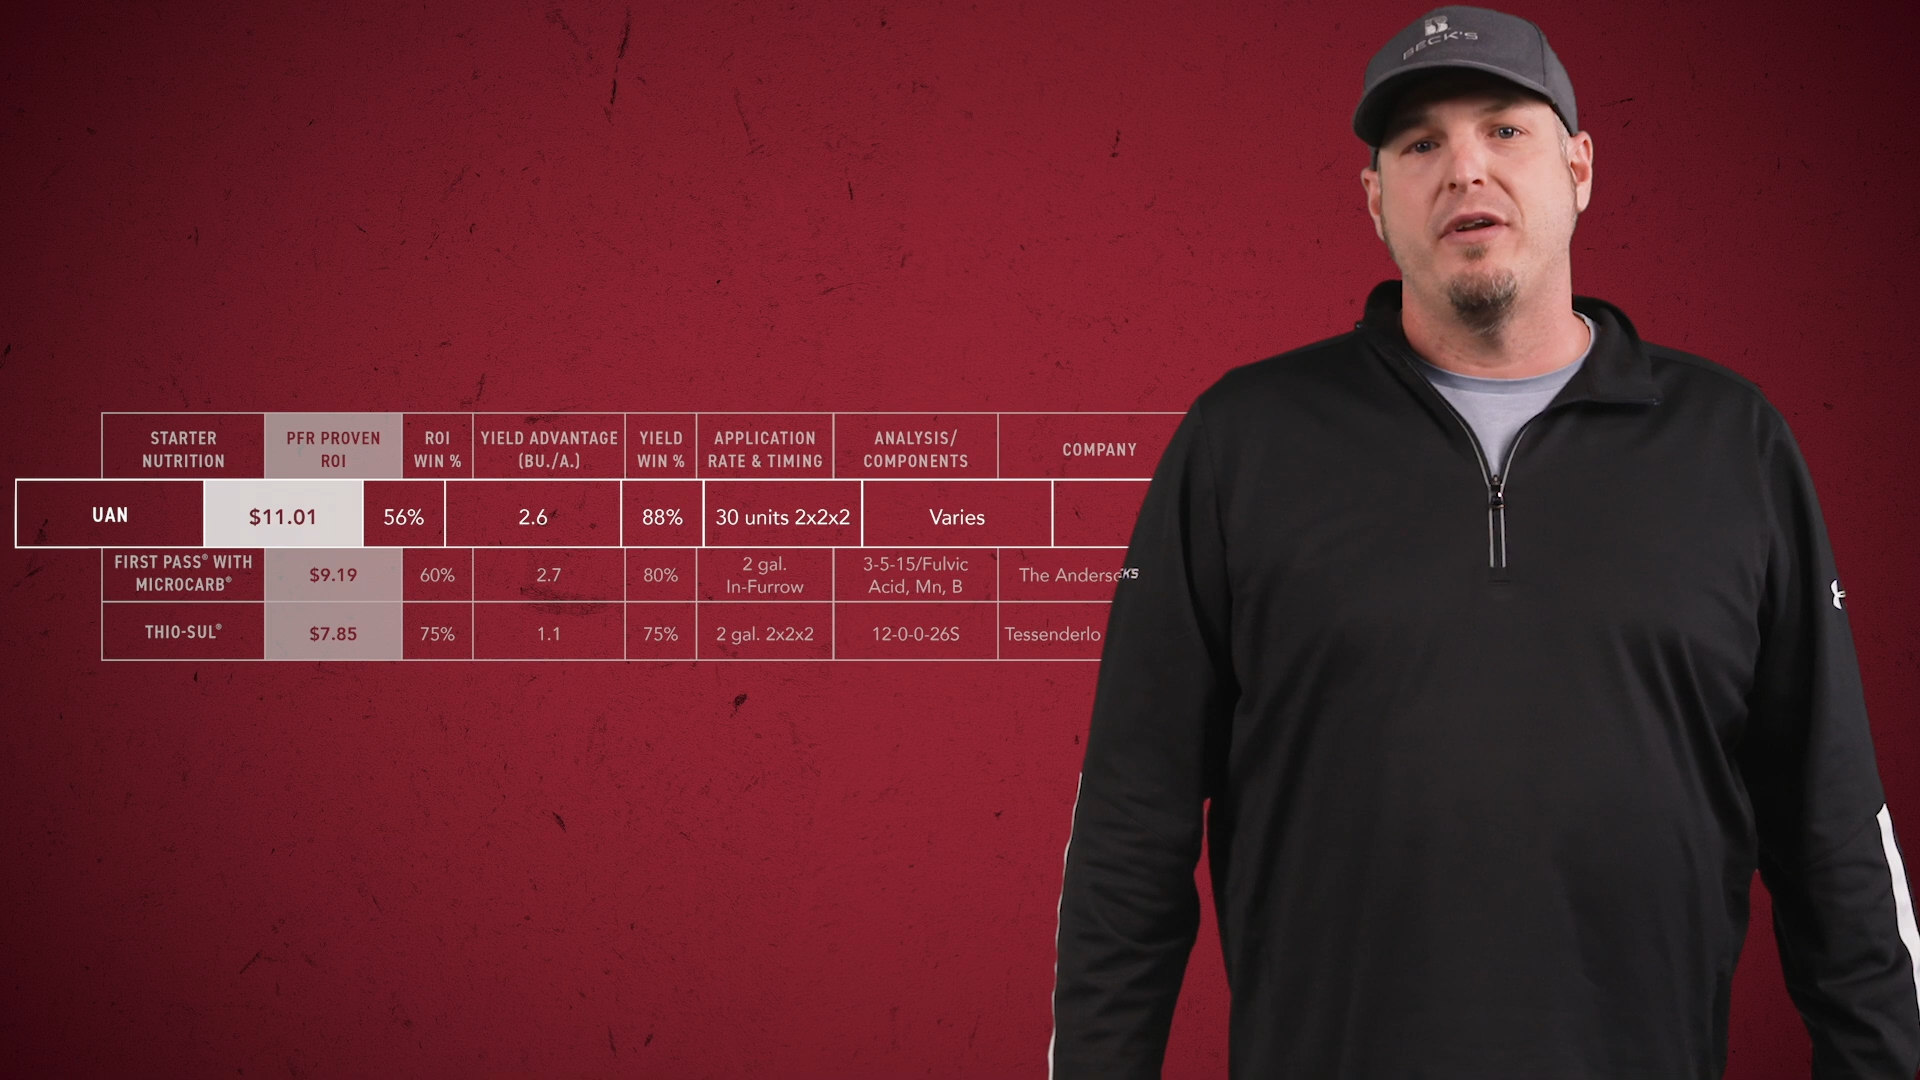 BECK'S
STARTER NUTRITION
PFR PROVEN ROI
ROI WIN %
YIELD ADVANTAGE (BU./A.)
YIELD WIN %
APPLICATION RATE & TIMING
ANALYSIS/ COMPONENTS
COMPANY
UAN
$11.01
56%
2.6
88%
30 units 2x2x2
Varies
FIRST PASS® WITH MICROCARB®
$9.19
60%
2.7
80%
2 gal. In-Furrow
3-5-15/Fulvic Acid, Mn, B
The
THIO-SUL®
$7.85
75%
1.1
75%
2 gal. 2x2x2
12-0-0-26S
Tessenderlo